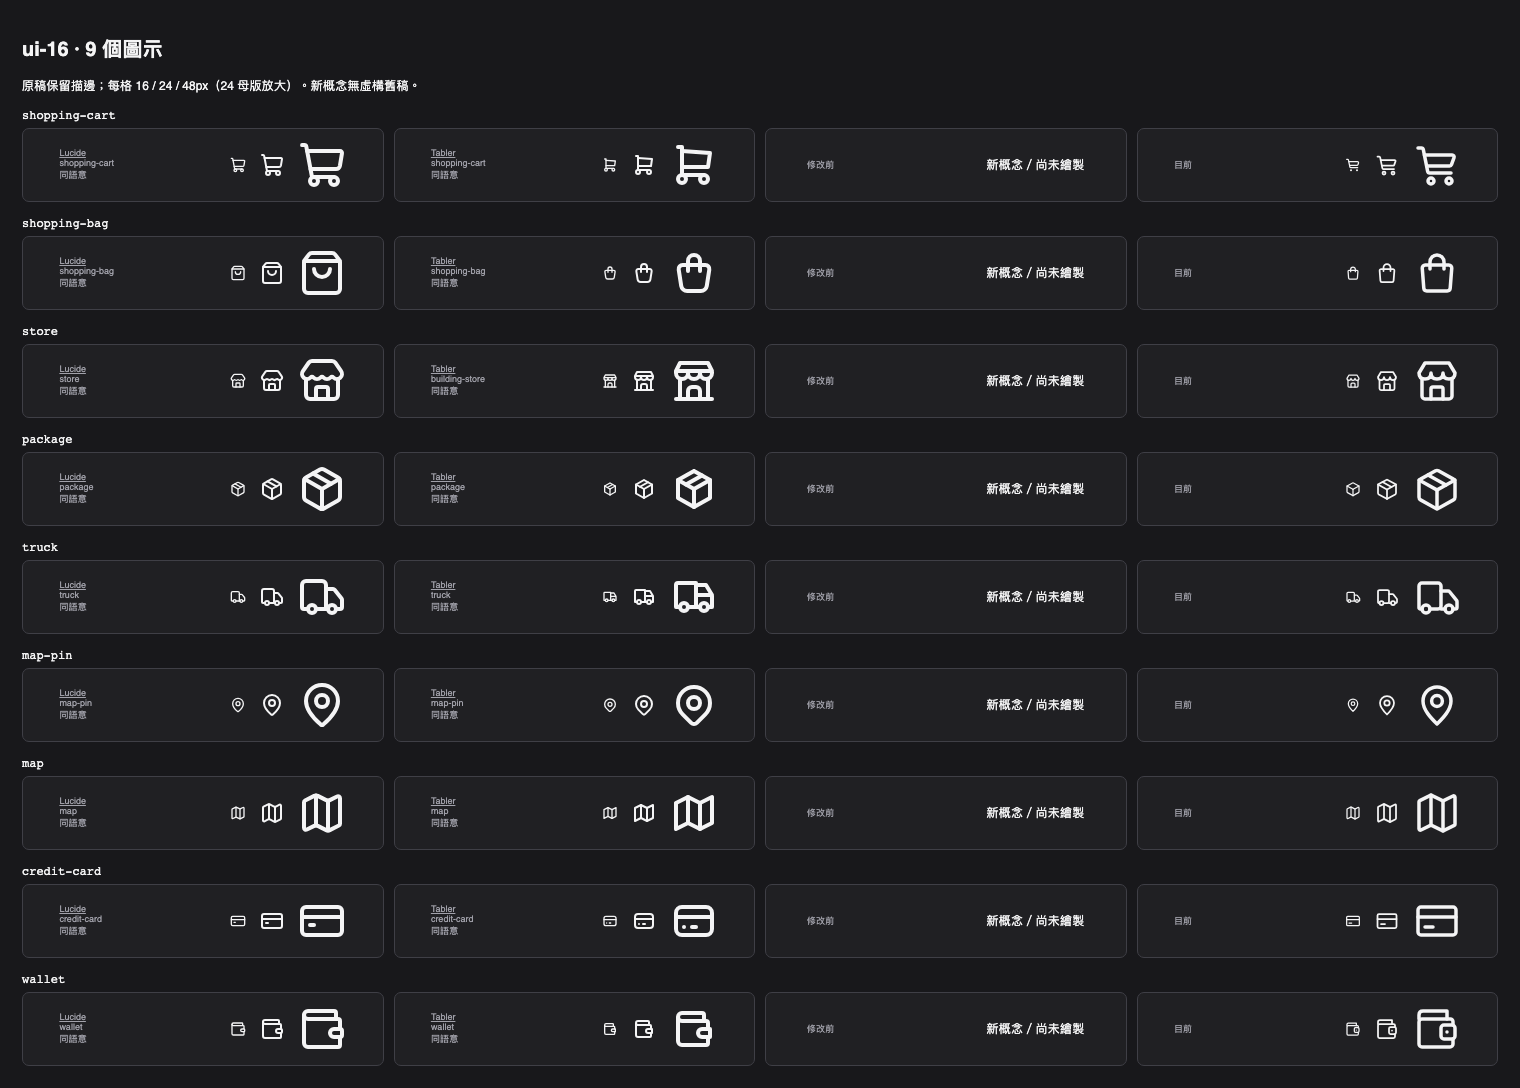 ui-16 · 9 個圖示
原稿保留描邊；每格 16 / 24 / 48px（24 母版放大）。新概念無虛構舊稿。
shopping-cart
Lucide
shopping-cart
同語意
Tabler
shopping-cart
同語意
修改前
新概念 / 尚未繪製
目前
shopping-bag
Lucide
shopping-bag
同語意
Tabler
shopping-bag
同語意
修改前
新概念 / 尚未繪製
目前
store
Lucide
store
同語意
Tabler
building-store
同語意
修改前
新概念 / 尚未繪製
目前
package
Lucide
package
同語意
Tabler
package
同語意
修改前
新概念 / 尚未繪製
目前
truck
Lucide
truck
同語意
Tabler
truck
同語意
修改前
新概念 / 尚未繪製
目前
map-pin
Lucide
map-pin
同語意
Tabler
map-pin
同語意
修改前
新概念 / 尚未繪製
目前
map
Lucide
map
同語意
Tabler
map
同語意
修改前
新概念 / 尚未繪製
目前
credit-card
Lucide
credit-card
同語意
Tabler
credit-card
同語意
修改前
新概念 / 尚未繪製
目前
wallet
Lucide
wallet
同語意
Tabler
wallet
同語意
修改前
新概念 / 尚未繪製
目前